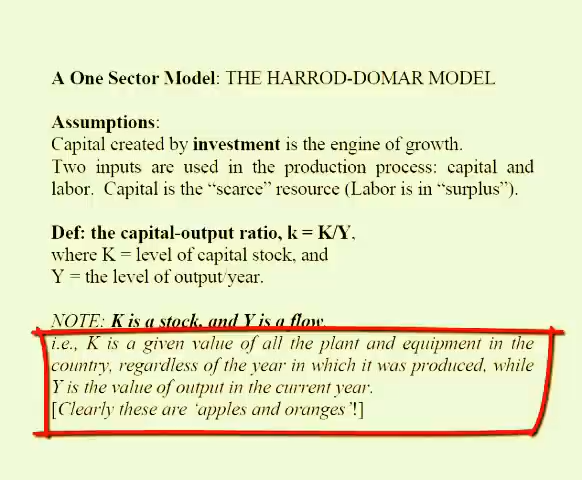 A One Sector Model: THE HARROD-DOMAR MODEL
Assumptions:
Capital created by investment is the engine of growth.
Two inputs are used in the production process: capital and
labor. Capital is the “scarce” resource (Labor is in “surplus”).
Def: the capital-output ratio, k = K/Y,
where K = level of capital stock, and
Y = the level of output/year.
NOTE: K is a stock, and Y is a flow,
i.e., K is a given value of all the plant and equipment in the
country, regardless of the year in which it was produced, while
Y is the value of output in the current year.
[Clearly these are ‘apples and oranges’!]